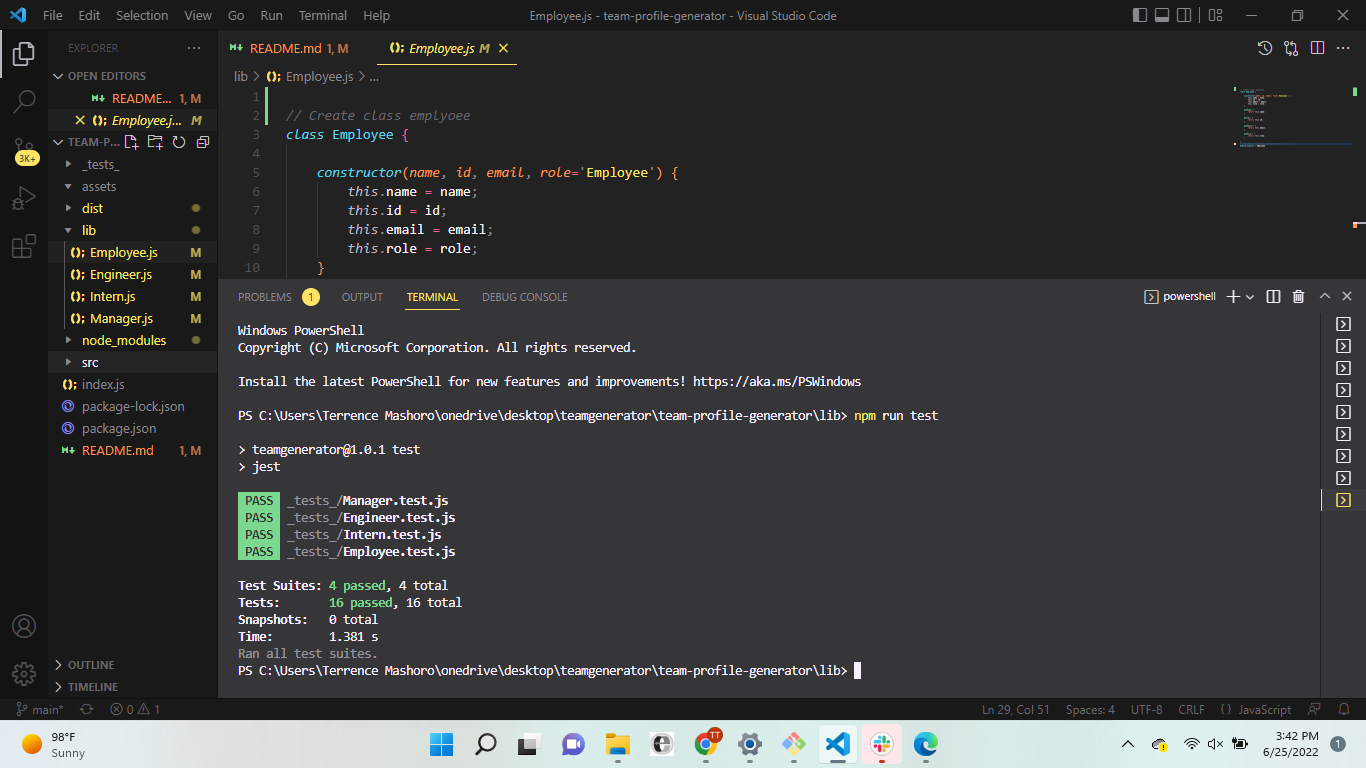 File Edit Selection View Go Run Terminal Help Employee.js - team-profile-generator - Visual Studio Code
EXPLORER
OPEN EDITORS
README... 1, M
Employee.j... M
TEAM-P...
_tests_
assets
dist
lib
Employee.js M
Engineer.js M
Intern.js M
Manager.js M
node_modules
src
index.js
package-lock.json
package.json
README.md 1, M
OUTLINE
TIMELINE
3K+
README.md 1, M Employee.js M
lib > Employee.js > ...
1
2 // Create class emplyoee
3 class Employee {
4
5 constructor(name, id, email, role='Employee') {
6 this.name = name;
7 this.id = id;
8 this.email = email;
9 this.role = role;
10 }
PROBLEMS 1 OUTPUT TERMINAL DEBUG CONSOLE powershell
Windows PowerShell
Copyright (C) Microsoft Corporation. All rights reserved.
Install the latest PowerShell for new features and improvements! https://aka.ms/PSWindows
PS C:\Users\Terrence Mashoro\onedrive\desktop\teamgenerator\team-profile-generator\lib> npm run test
> teamgenerator@1.0.1 test
> jest
PASS _tests_/Manager.test.js
PASS _tests_/Engineer.test.js
PASS _tests_/Intern.test.js
PASS _tests_/Employee.test.js
Test Suites: 4 passed, 4 total
Tests: 16 passed, 16 total
Snapshots: 0 total
Time: 1.381 s
Ran all test suites.
PS C:\Users\Terrence Mashoro\onedrive\desktop\teamgenerator\team-profile-generator\lib>
main* 0 1 Ln 29, Col 51 Spaces: 4 UTF-8 CRLF {} JavaScript
98°F
Sunny
TT
3:42 PM
6/25/2022
1